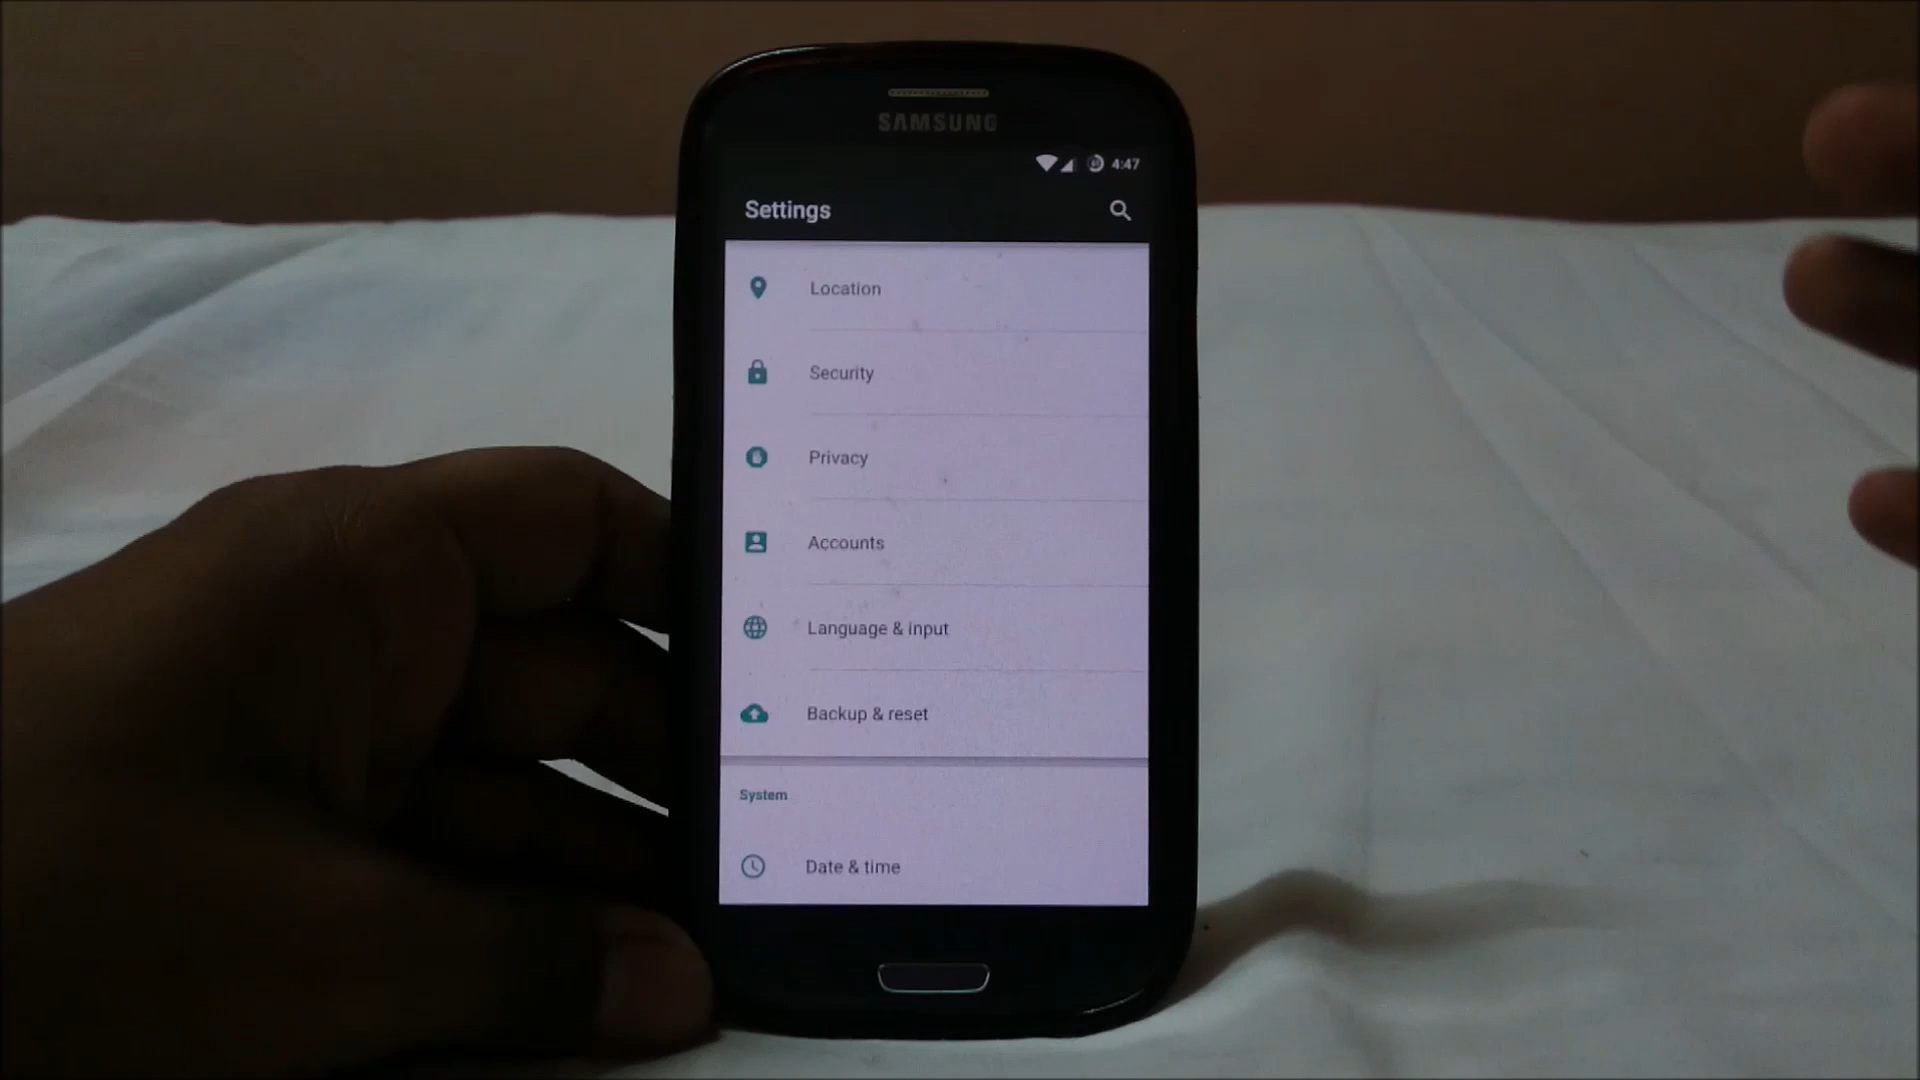 SAMSUNG
4:47
Settings
Location
Security
Privacy
Accounts
Language & input
Backup & reset
System
Date & time